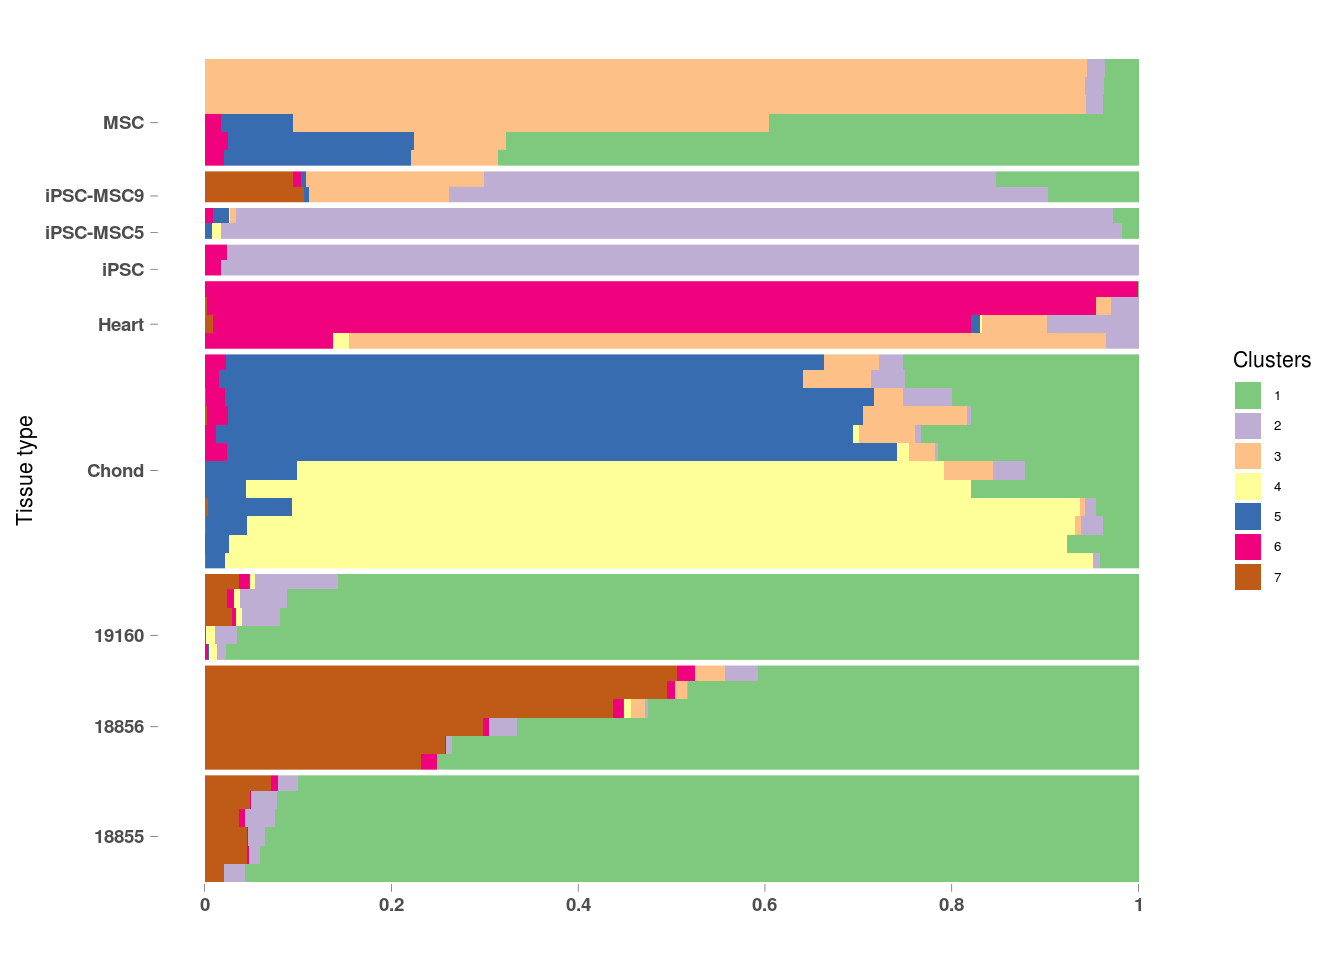 MSC
iPSC-MSC9
iPSC-MSC5
iPSC
Heart
Chond
19160
18856
18855
Tissue type
0 0.2 0.4 0.6 0.8 1
Clusters
1
2
3
4
5
6
7